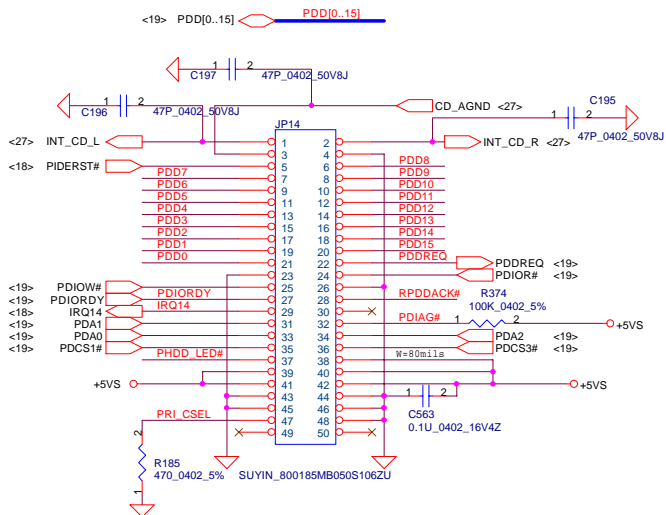 <19> PDD[0..15] PDD[0..15]
C197 1 2 47P_0402_50V8J
C196 1 2 47P_0402_50V8J
CD_AGND <27>
C195 1 2 47P_0402_50V8J
JP14
<27> INT_CD_L 1 2 INT_CD_R <27>
3 4
<18> PIDERST# 5 6 PDD8
PDD7 7 8 PDD9
PDD6 9 10 PDD10
PDD5 11 12 PDD11
PDD4 13 14 PDD12
PDD3 15 16 PDD13
PDD2 17 18 PDD14
PDD1 19 20 PDD15
PDD0 21 22 PDDREQ PDDREQ <19>
23 24 PDIOR# <19>
<19> PDIOW# 25 26
<19> PDIORDY PDIORDY 27 28 RPDDACK#
<18> IRQ14 IRQ14 29 30
R374
100K_0402_5%
<19> PDA1 31 32 PDIAG# 1 2 +5VS
<19> PDA0 33 34 PDA2 <19>
<19> PDCS1# 35 36 PDCS3# <19>
PHDD_LED# 37 38 W=80mils
39 40
+5VS 41 42 +5VS
43 44 1 2
45 46 C563
0.1U_0402_16V4Z
PRI_CSEL 47 48
49 50
2 1
R185
470_0402_5%
SUYIN_800185MB050S106ZU